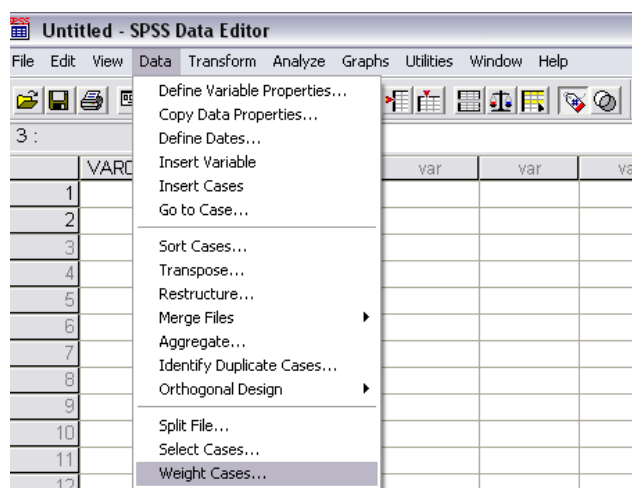 Untitled - SPSS Data Editor
File Edit View Data Transform Analyze Graphs Utilities Window Help
3 :
Define Variable Properties...
Copy Data Properties...
Define Dates...
Insert Variable
Insert Cases
Go to Case...
Sort Cases...
Transpose...
Restructure...
Merge Files
Aggregate...
Identify Duplicate Cases...
Orthogonal Design
Split File...
Select Cases...
Weight Cases...
var var
1
2
3
4
5
6
7
8
9
10
11
12